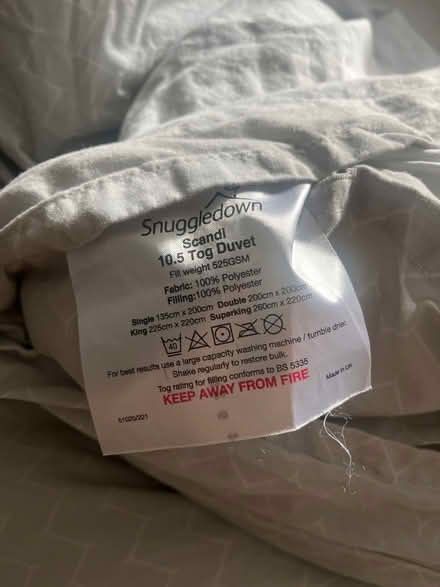 Snuggledown
Scandi
10.5 Tog Duvet
Fill weight 525GSM
Fabric: 100% Polyester
Filling:100% Polyester
Single 135cm x 200cm Double 200cm x 200cm
King 225cm x 220cm Superking 260cm x 220cm
40
For best results use a large capacity washing machine / tumble drier.
Shake regularly to restore bulk.
Tog rating for filling conforms to BS 5335
KEEP AWAY FROM FIRE
Made in UK